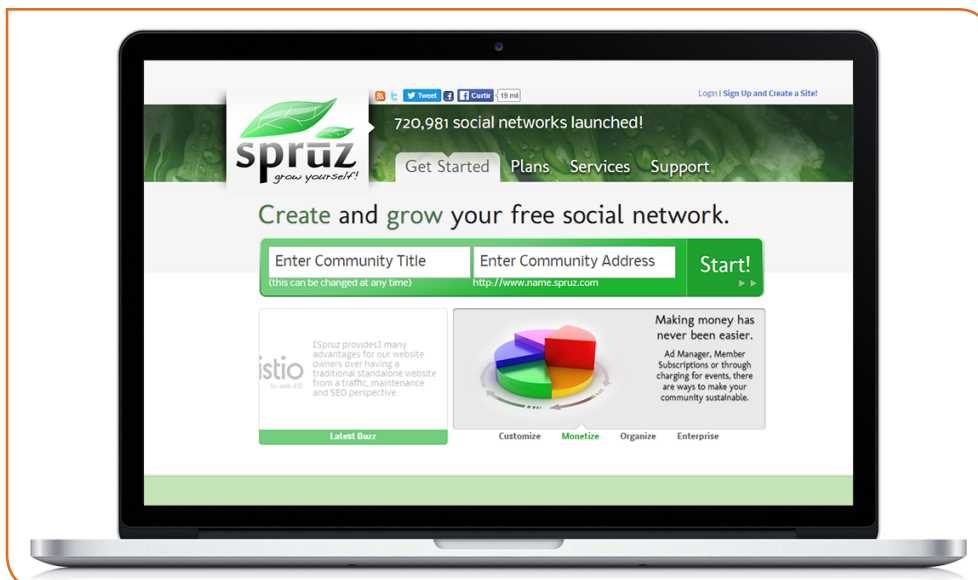 Tweet
Curtir
19 mil
Login | Sign Up and Create a Site!
720,981 social networks launched!
sprūz
grow yourself!
Get Started Plans Services Support
Create and grow your free social network.
Enter Community Title
(this can be changed at any time)
Enter Community Address
http://www.name.spruz.com
Start!
istio
for web 8.0
[Spruz provides] many
advantages for our website
owners over having a
traditional standalone website
from a traffic, maintenance
and SEO perspective.
Latest Buzz
Making money has
never been easier.
Ad Manager, Member
Subscriptions or through
charging for events, there
are ways to make your
community sustainable.
Customize Monetize Organize Enterprise